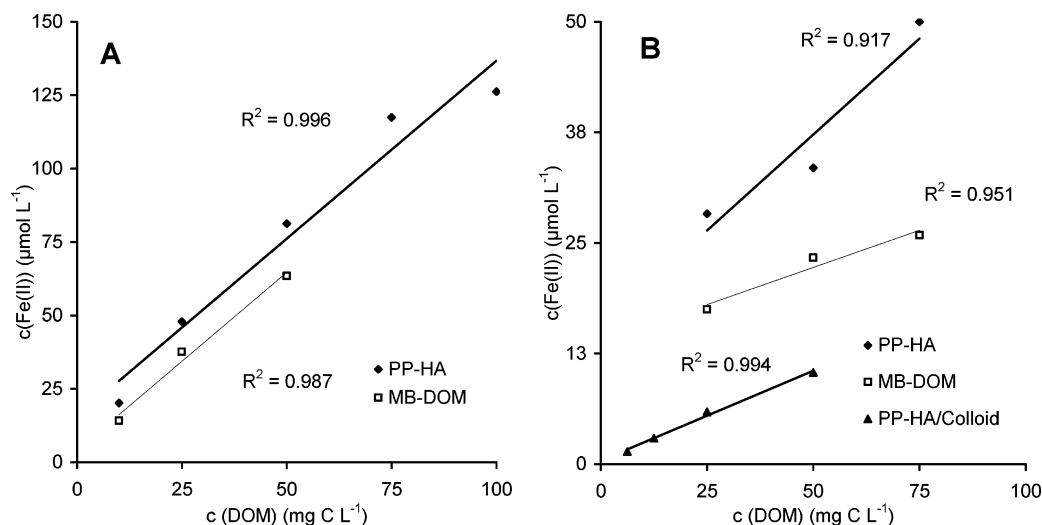 A
150
125
100
75
50
25
0
c(Fe(II)) (µmol L⁻¹)
R² = 0.996
R² = 0.987
PP-HA
MB-DOM
0 25 50 75 100
c (DOM) (mg C L⁻¹)
B
50
38
25
13
0
c(Fe(II)) (µmol L⁻¹)
R² = 0.917
R² = 0.951
R² = 0.994
PP-HA
MB-DOM
PP-HA/Colloid
0 25 50 75 100
c (DOM) (mg C L⁻¹)